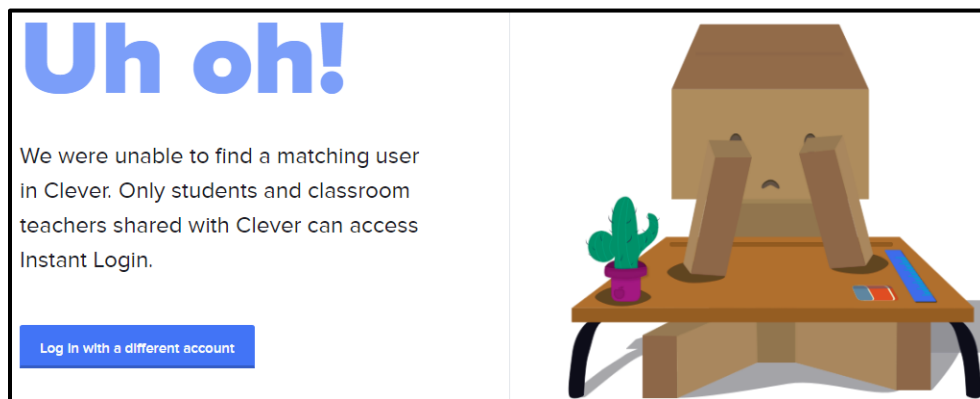 Uh oh!
We were unable to find a matching user
in Clever. Only students and classroom
teachers shared with Clever can access
Instant Login.
Log in with a different account